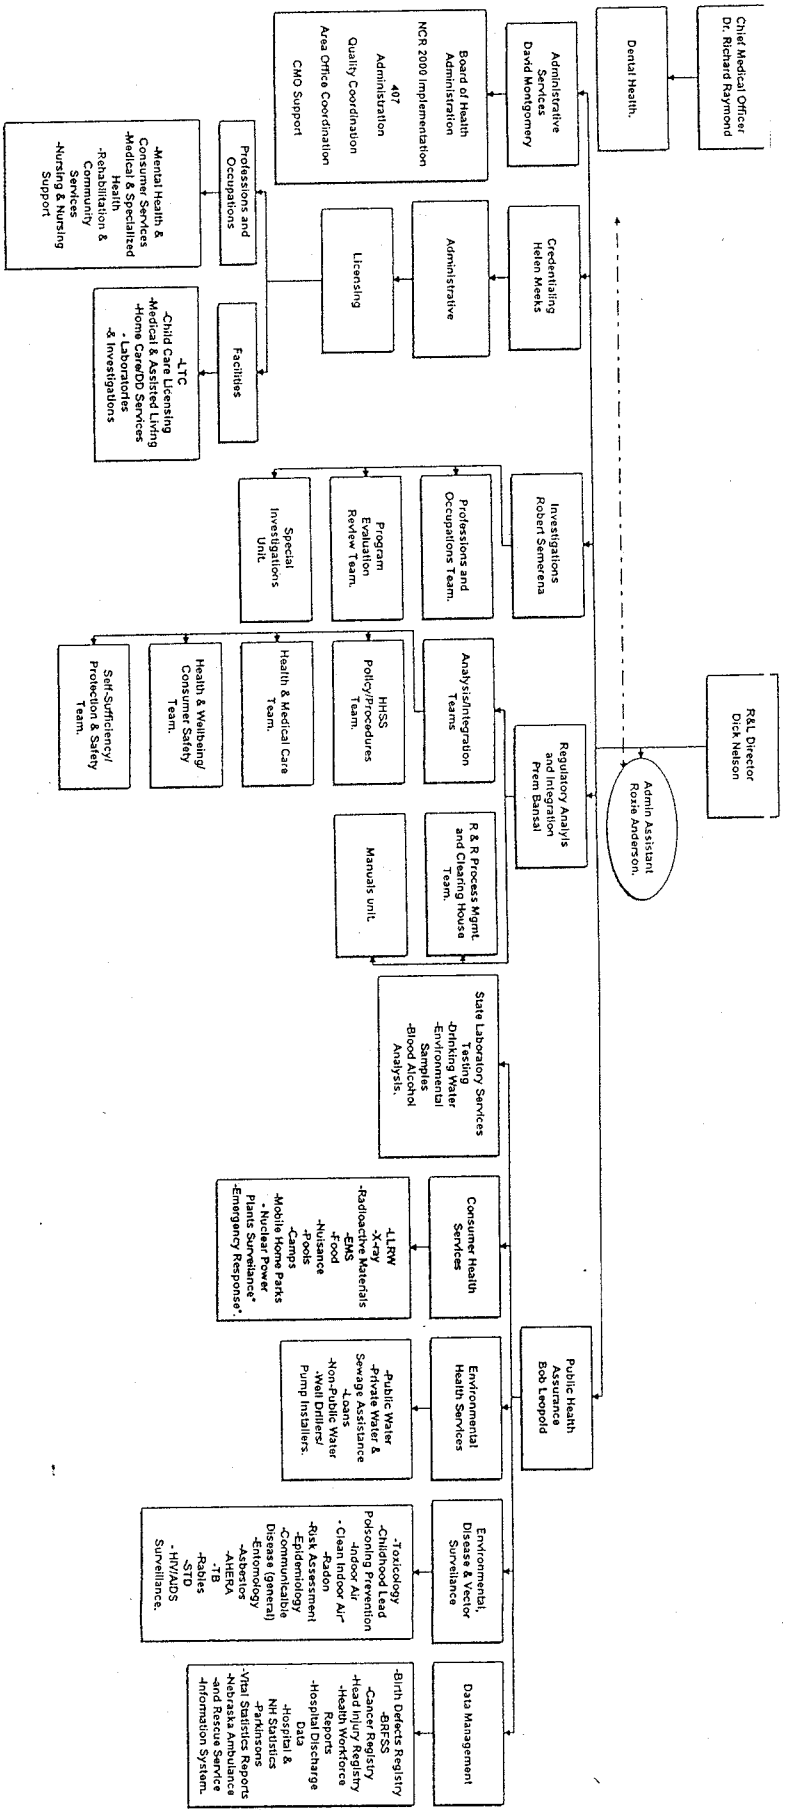 Chief Medical Officer
Dr. Richard Raymond
Dental Health.
R&L Director
Dick Nelson
Admin Assistant
Roxie Anderson.
Administrative
Services
David Montgomery
Board of Health
Administration
NCR 2000 Implementation
407
Administration
Quality Coordination
Area Office Coordination
CMO Support
Credentialing
Helen Meeks
Administrative
Licensing
Professions and
Occupations
-Mental Health &
Consumer Services
-Medical & Specialized
Health
-Rehabilitation &
Community
Services
-Nursing & Nursing
Support
Facilities
-LTC
-Child Care Licensing
-Medical & Assisted Living
-Home Care/DD Services
- Laboratories
-& Investigations
Investigations
Robert Semerena
Professions and
Occupations Team.
Program
Evaluation
Review Team.
Special
Investigations
Unit.
Regulatory Analyis
and Integration
Prem Bansal
Analysis/Integration
Teams
HHSS
Policy/Procedures
Team.
Health & Medical Care
Team.
Health & Wellbeing/
Consumer Safety
Team.
Self-Sufficiency/
Protection & Safety
Team.
R & R Process Mgmt.
and Clearing House
Team.
Manuals unit.
Public Health
Assurance
Bob Leopold
State Laboratory Services
Testing
-Drinking Water
-Environmental
Samples
-Blood Alcohol
Analysis.
Consumer Health
Services
-LLRW
-X-ray
-Radioactive Materials
-EMS
-Food
-Nuisance
-Pools
-Camps
-Mobile Home Parks
- Nuclear Power
Plants Surveilance*
-Emergency Response*.
Environmental
Health Services
-Public Water
-Private Water &
Sewage Assistance
-Loans
-Non-Public Water
-Well Drillers/
Pump Installers.
Environmental,
Disease & Vector
Surveilance
-Toxicology
-Childhood Lead
Poisoning Prevention
-Indoor Air
- Clean Indoor Air*
-Radon
-Risk Assessment
-Epidemiology
-Communicalble
Disease (general)
-Entomology
-Asbestos
-AHERA
-TB
-Rabies
-STD
- HIV/AIDS
Surveillance.
Data Management
-Birth Defects Registry
-BRFSS
-Cancer Registry
-Head Injury Registry
-Health Workforce
Reports
-Hospital Discharge
Data
-Hospital &
NH Statistics
-Parkinsons
-Vital Statistics Reports
-Nebraska Ambulance
-and Rescue Service
-Information System.